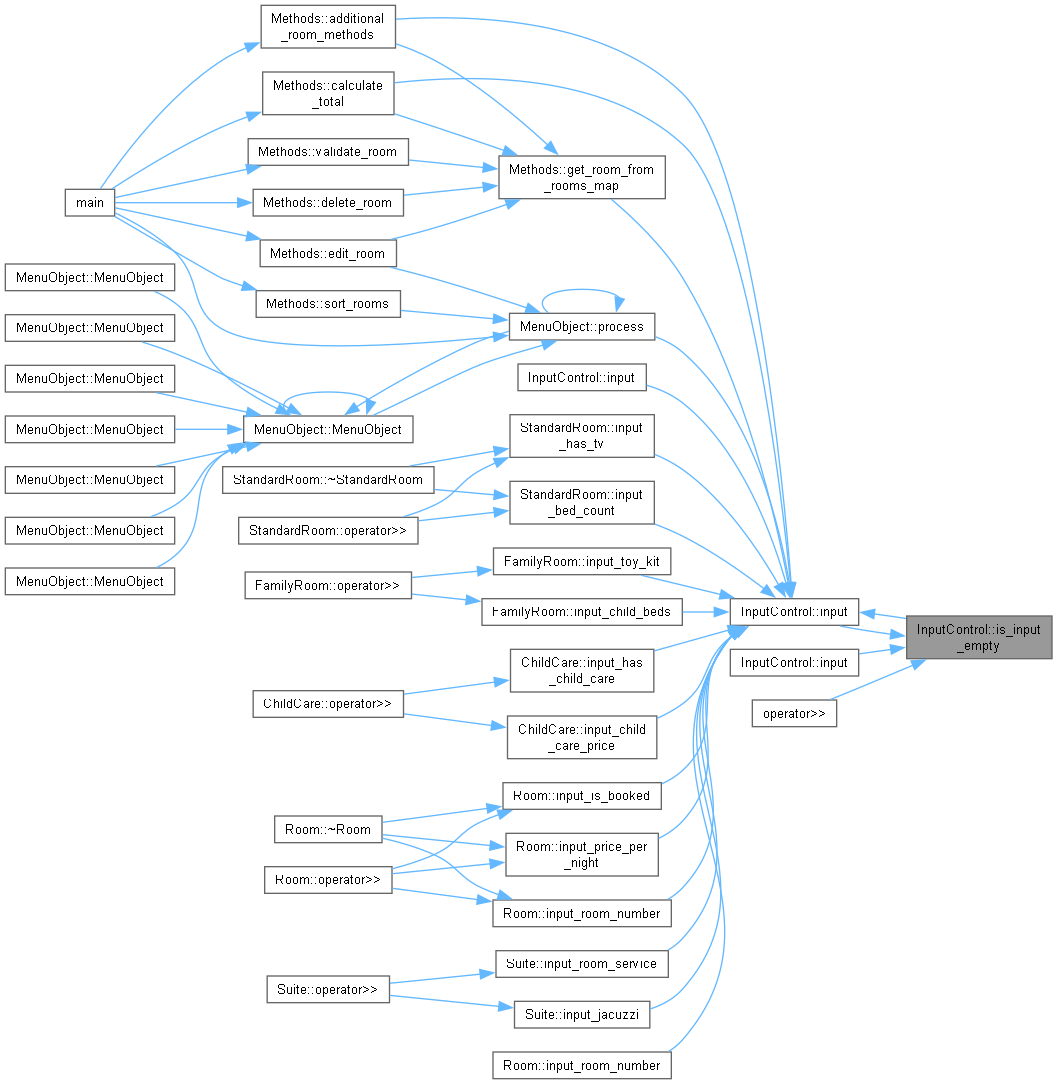 Methods::additional
_room_methods
Methods::calculate
_total
Methods::validate_room
Methods::get_room_from
_rooms_map
main
Methods::delete_room
Methods::edit_room
MenuObject::MenuObject
Methods::sort_rooms
MenuObject::MenuObject
MenuObject::process
MenuObject::MenuObject
InputControl::input
MenuObject::MenuObject
MenuObject::MenuObject
StandardRoom::input
_has_tv
MenuObject::MenuObject
StandardRoom::~StandardRoom
StandardRoom::input
_bed_count
MenuObject::MenuObject
StandardRoom::operator>>
FamilyRoom::input_toy_kit
MenuObject::MenuObject
FamilyRoom::operator>>
FamilyRoom::input_child_beds
InputControl::input
InputControl::is_input
_empty
ChildCare::input_has
_child_care
InputControl::input
ChildCare::operator>>
operator>>
ChildCare::input_child
_care_price
Room::input_is_booked
Room::~Room
Room::input_price_per
_night
Room::operator>>
Room::input_room_number
Suite::input_room_service
Suite::operator>>
Suite::input_jacuzzi
Room::input_room_number